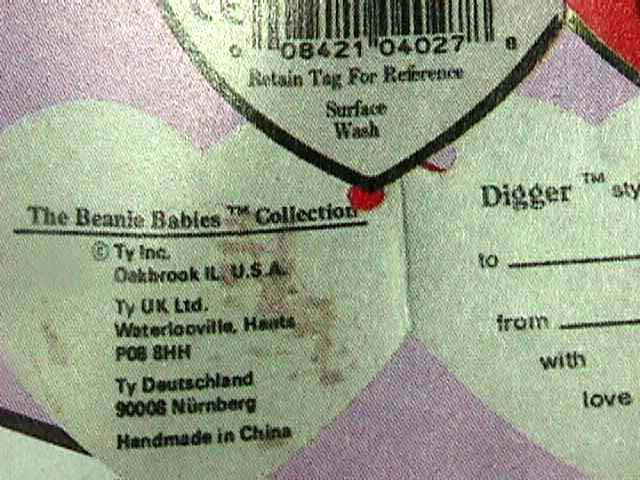 0 08421 04027 8
Retain Tag For Reference
Surface
Wash
The Beanie Babies ™ Collection
© Ty Inc.
Oakbrook IL, U.S.A.
Ty UK Ltd.
Waterlooville, Hants
PO8 8HH
Ty Deutschland
90008 Nürnberg
Handmade in China
Digger ™ sty
to
from
with
love